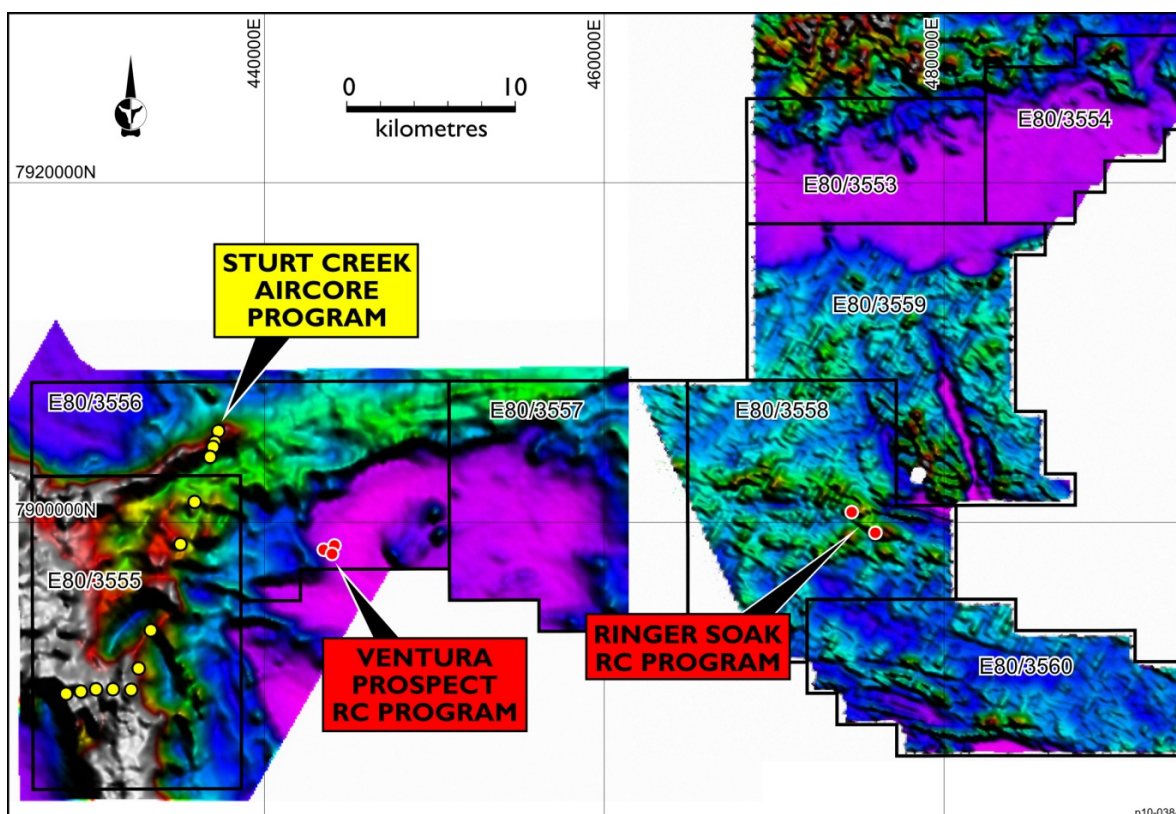 440000E
460000E
480000E
0 10
kilometres
E80/3554
7920000N
E80/3553
STURT CREEK
AIRCORE
PROGRAM
E80/3559
E80/3556
E80/3557
E80/3558
7900000N
E80/3555
VENTURA
PROSPECT
RC PROGRAM
RINGER SOAK
RC PROGRAM
E80/3560